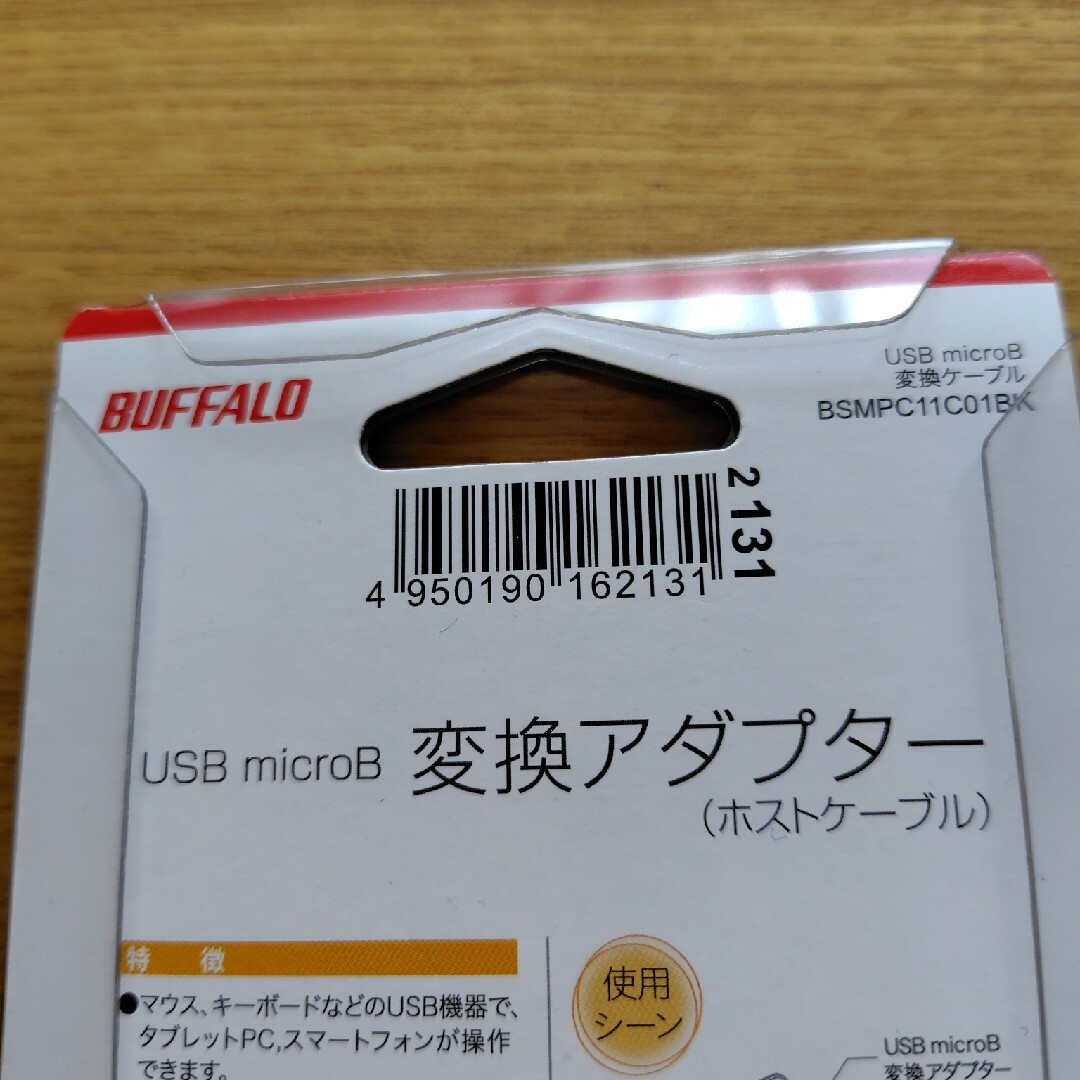 BUFFALO
USB microB
変換ケーブル
BSMPC11C01BK
2131
4 950190 162131
USB microB 変換アダプター
(ホストケーブル)
特 徴
●マウス、キーボードなどのUSB機器で、
タブレットPC,スマートフォンが操作
できます。
使用
シーン
USB microB
変換アダプター